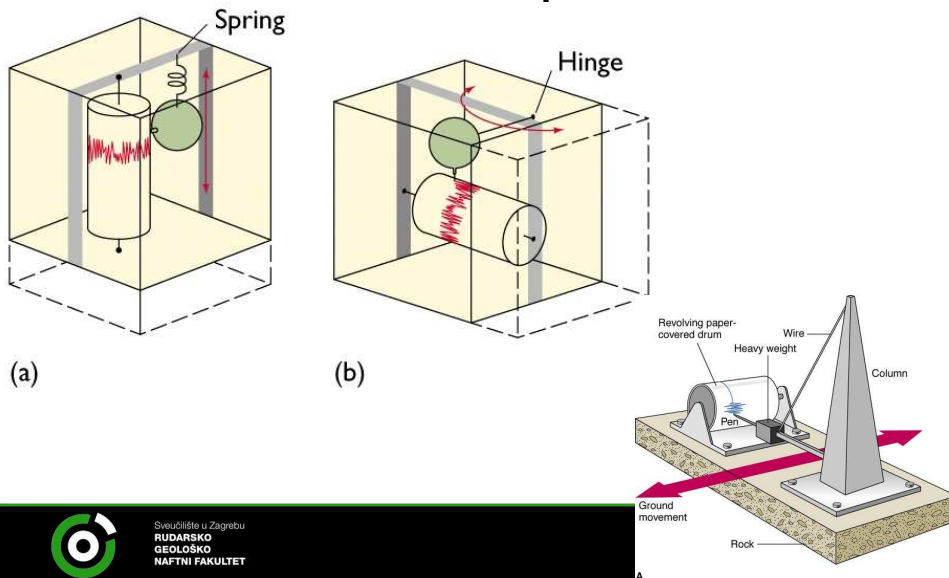 Spring
Hinge
(a)
(b)
Revolving paper-
covered drum
Wire
Heavy weight
Column
Pen
Ground
movement
Rock
A
Sveučilište u Zagrebu
RUDARSKO
GEOLOŠKO
NAFTNI FAKULTET